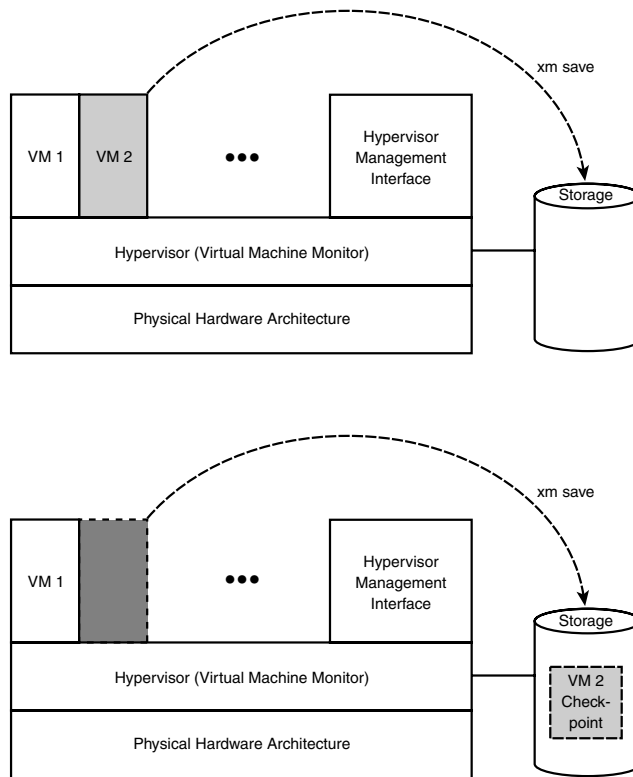 xm save
VM 1
VM 2
•••
Hypervisor
Management
Interface
Storage
Hypervisor (Virtual Machine Monitor)
Physical Hardware Architecture
xm save
VM 1
•••
Hypervisor
Management
Interface
Storage
Hypervisor (Virtual Machine Monitor)
VM 2
Check-
point
Physical Hardware Architecture